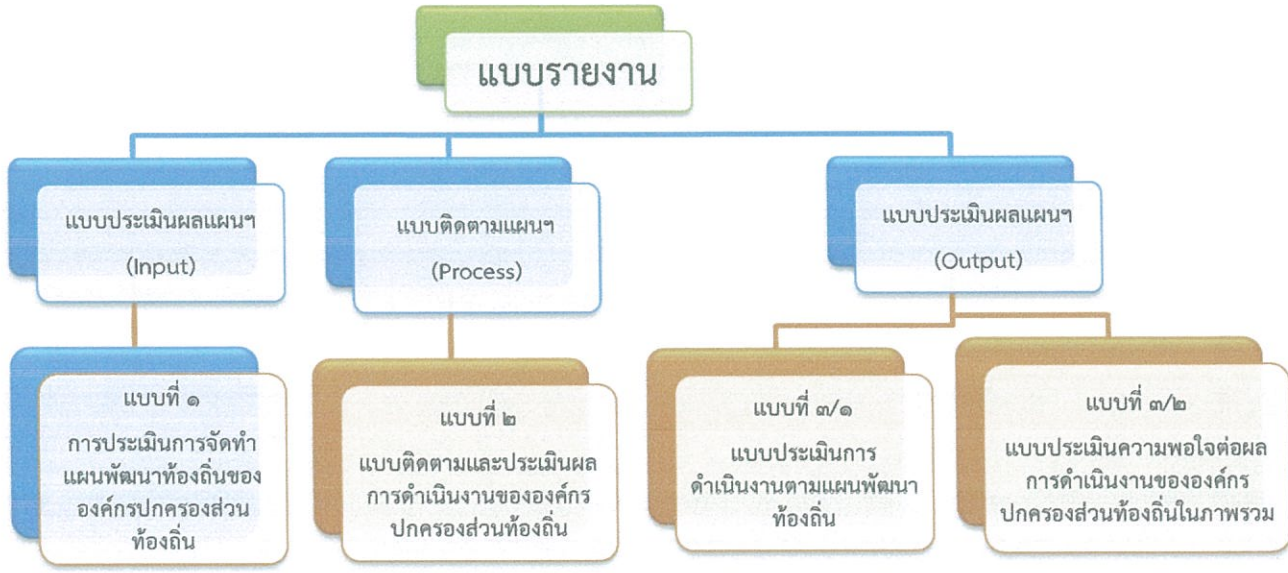 แบบรายงาน
แบบประเมินผลแผนฯ
(Input)
แบบติดตามแผนฯ
(Process)
แบบประเมินผลแผนฯ
(Output)
แบบที่ ๑
การประเมินการจัดทำ
แผนพัฒนาท้องถิ่นของ
องค์กรปกครองส่วน
ท้องถิ่น
แบบที่ ๒
แบบติดตามและประเมินผล
การดำเนินงานขององค์กร
ปกครองส่วนท้องถิ่น
แบบที่ ๓/๑
แบบประเมินการ
ดำเนินงานตามแผนพัฒนา
ท้องถิ่น
แบบที่ ๓/๒
แบบประเมินความพอใจต่อผล
การดำเนินงานขององค์กร
ปกครองส่วนท้องถิ่นในภาพรวม